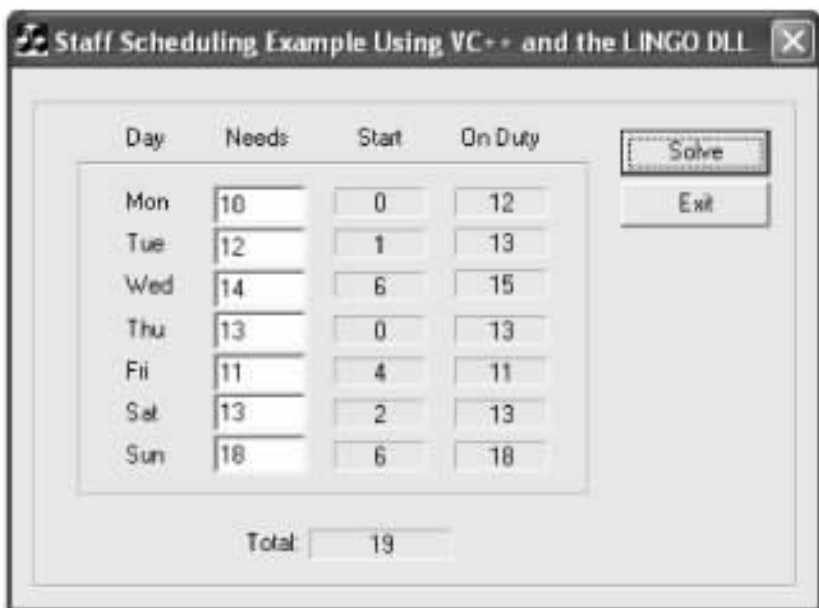 Staff Scheduling Example Using VC++ and the LINGO DLL
Day Needs Start On Duty
Solve
Mon 10 0 12
Exit
Tue 12 1 13
Wed 14 6 15
Thu 13 0 13
Fri 11 4 11
Sat 13 2 13
Sun 18 6 18
Total: 19